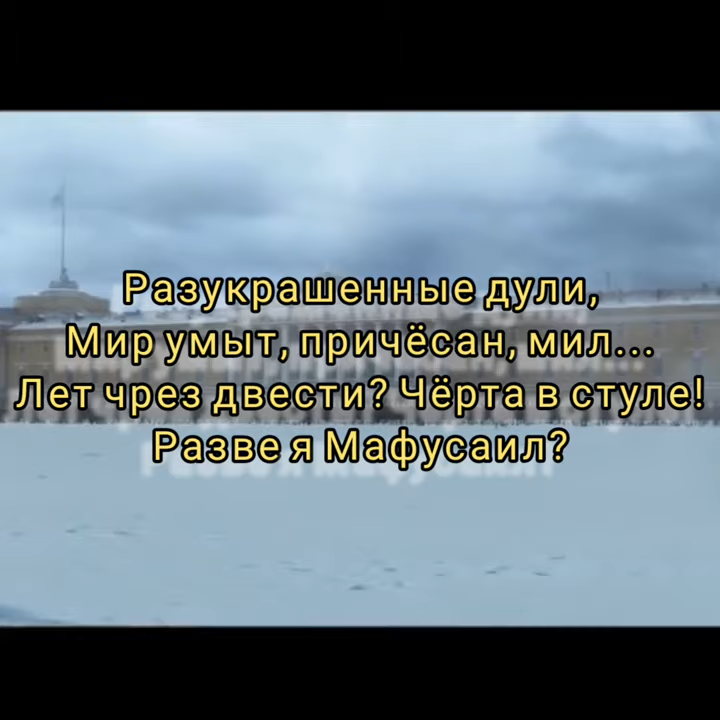 Разукрашенные дули,
Мир умыт, причёсан, мил...
Лет чрез двести? Чёрта в стуле!
Разве я Мафусаил?